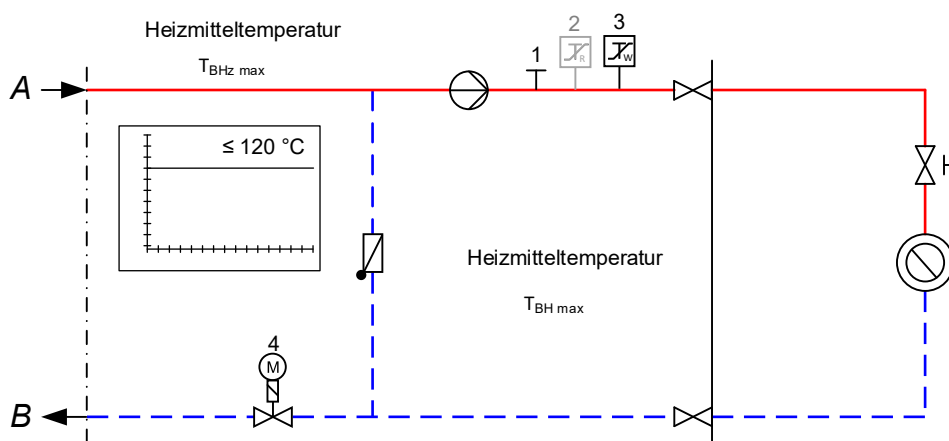 Heizmitteltemperatur
T_BHz max
1
2
3
R
W
A
≤ 120 °C
Heizmitteltemperatur
T_BH max
4
M
B